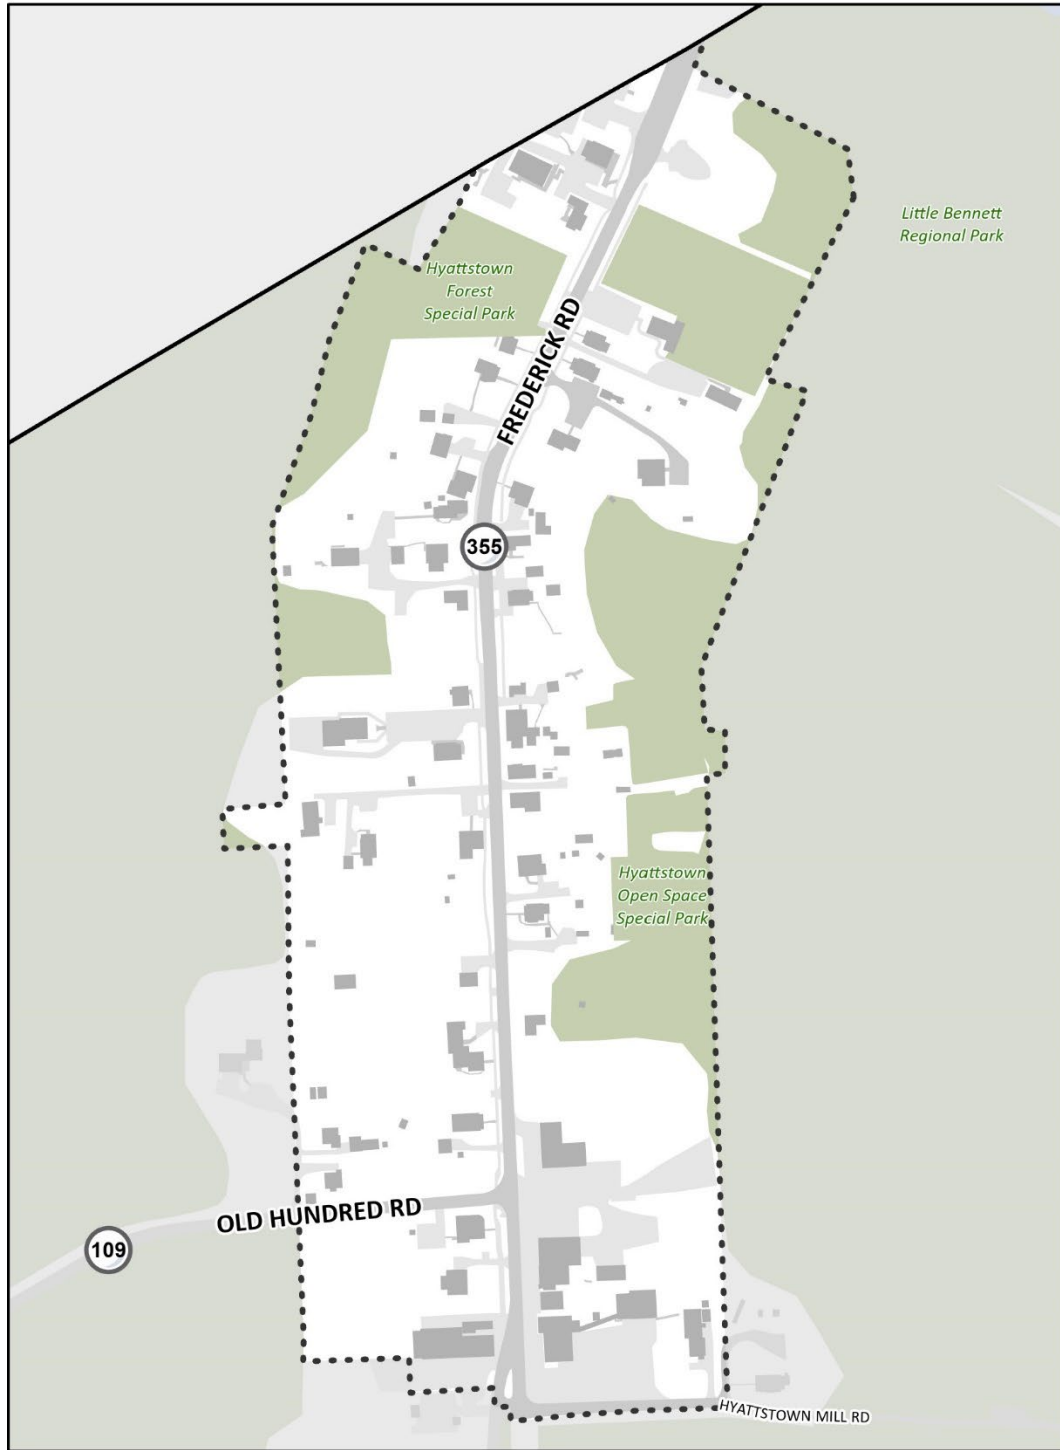 Little Bennett
Regional Park
Hyattstown
Forest
Special Park
FREDERICK RD
355
Hyattstown
Open Space
Special Park
OLD HUNDRED RD
109
HYATTSTOWN MILL RD